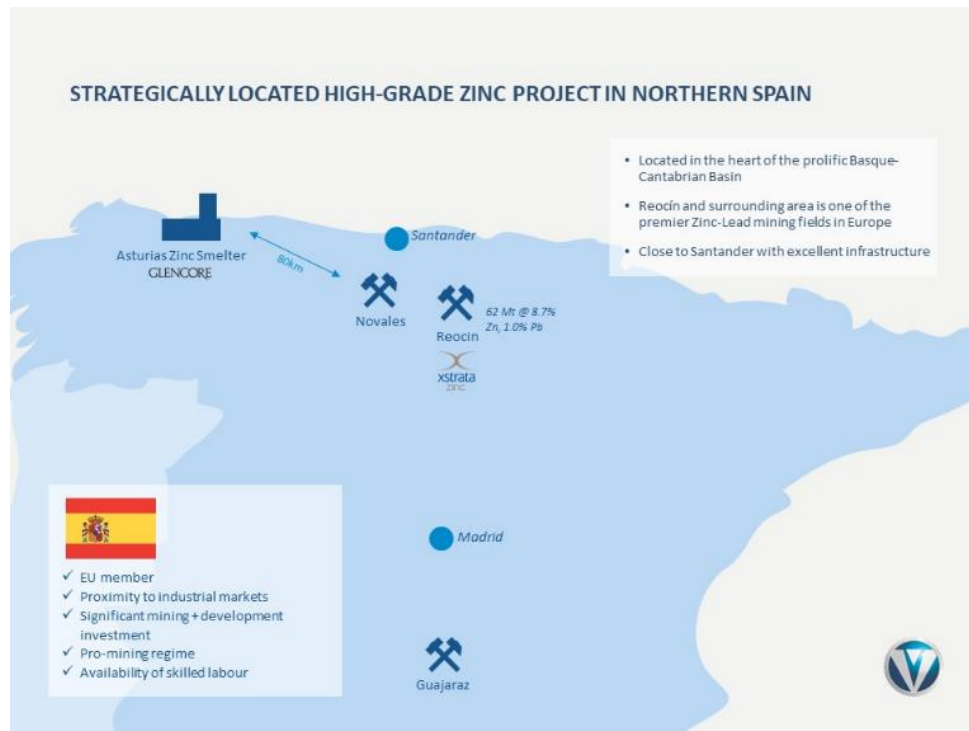 STRATEGICALLY LOCATED HIGH-GRADE ZINC PROJECT IN NORTHERN SPAIN
• Located in the heart of the prolific Basque-
Cantabrian Basin
• Reocín and surrounding area is one of the
premier Zinc-Lead mining fields in Europe
• Close to Santander with excellent infrastructure
Asturias Zinc Smelter
GLENCORE
80km
Santander
Novales
Reocin
62 Mt @ 8.7%
Zn, 1.0% Pb
xstrata
zinc
Madrid
Guajaraz
✓ EU member
✓ Proximity to industrial markets
✓ Significant mining + development
investment
✓ Pro-mining regime
✓ Availability of skilled labour
V